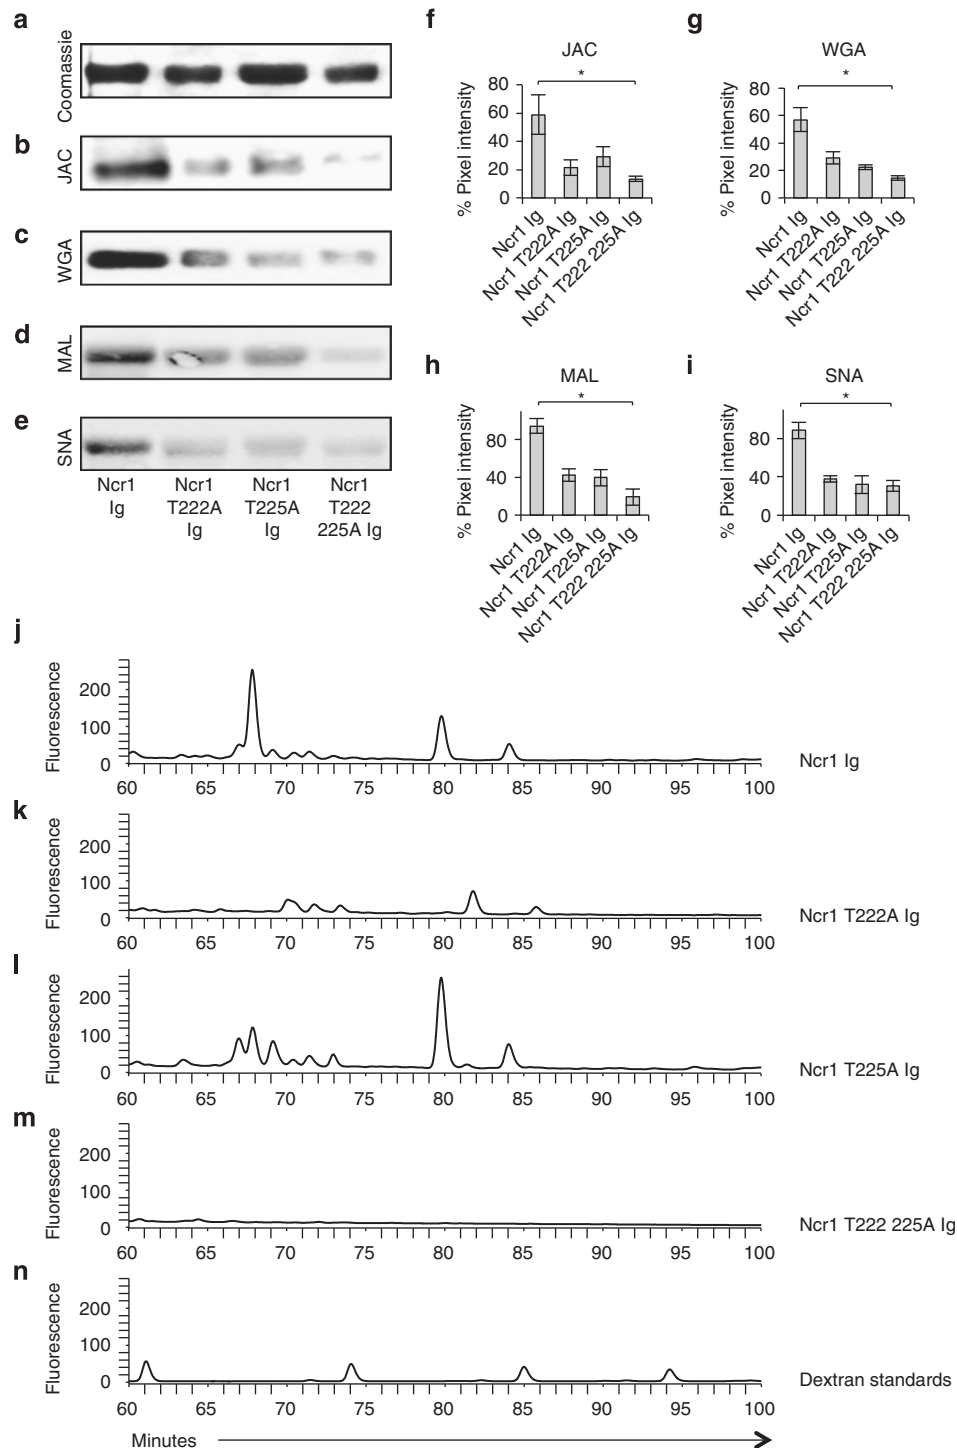 a
Coomassie
b
JAC
c
WGA
d
MAL
e
SNA
Ncr1
Ig
Ncr1
T222A
Ig
Ncr1
T225A
Ig
Ncr1
T222
225A Ig
f
JAC
*
% Pixel intensity
80
60
40
20
0
Ncr1 Ig
Ncr1 T222A Ig
Ncr1 T225A Ig
Ncr1 T222 225A Ig
g
WGA
*
% Pixel intensity
80
60
40
20
0
Ncr1 Ig
Ncr1 T222A Ig
Ncr1 T225A Ig
Ncr1 T222 225A Ig
h
MAL
*
% Pixel intensity
80
40
0
Ncr1 Ig
Ncr1 T222A Ig
Ncr1 T225A Ig
Ncr1 T222 225A Ig
i
SNA
*
% Pixel intensity
80
40
0
Ncr1 Ig
Ncr1 T222A Ig
Ncr1 T225A Ig
Ncr1 T222 225A Ig
j
Fluorescence
200
100
0
60 65 70 75 80 85 90 95 100
Ncr1 Ig
k
Fluorescence
200
100
0
60 65 70 75 80 85 90 95 100
Ncr1 T222A Ig
l
Fluorescence
200
100
0
60 65 70 75 80 85 90 95 100
Ncr1 T225A Ig
m
Fluorescence
200
100
0
60 65 70 75 80 85 90 95 100
Ncr1 T222 225A Ig
n
Fluorescence
200
100
0
60 65 70 75 80 85 90 95 100
Dextran standards
Minutes